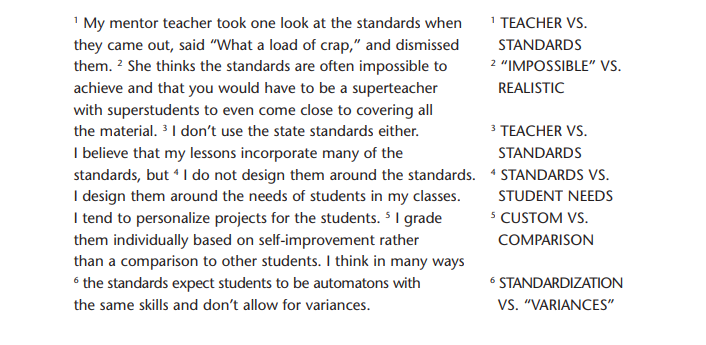 ¹ My mentor teacher took one look at the standards when
they came out, said “What a load of crap,” and dismissed
them. ² She thinks the standards are often impossible to
achieve and that you would have to be a superteacher
with superstudents to even come close to covering all
the material. ³ I don’t use the state standards either.
I believe that my lessons incorporate many of the
standards, but ⁴ I do not design them around the standards.
I design them around the needs of students in my classes.
I tend to personalize projects for the students. ⁵ I grade
them individually based on self-improvement rather
than a comparison to other students. I think in many ways
⁶ the standards expect students to be automatons with
the same skills and don’t allow for variances.
¹ TEACHER VS.
STANDARDS
² “IMPOSSIBLE” VS.
REALISTIC
³ TEACHER VS.
STANDARDS
⁴ STANDARDS VS.
STUDENT NEEDS
⁵ CUSTOM VS.
COMPARISON
⁶ STANDARDIZATION
VS. “VARIANCES”